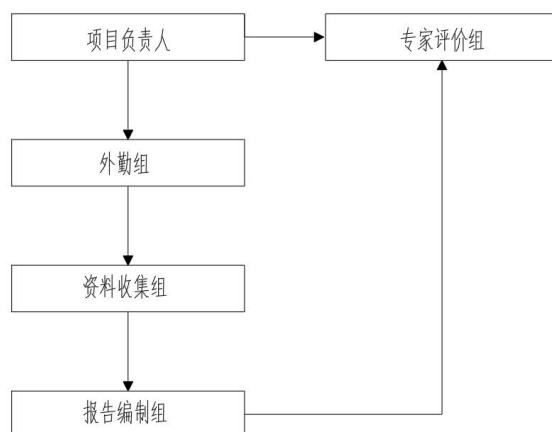 项目负责人
专家评价组
外勤组
资料收集组
报告编制组